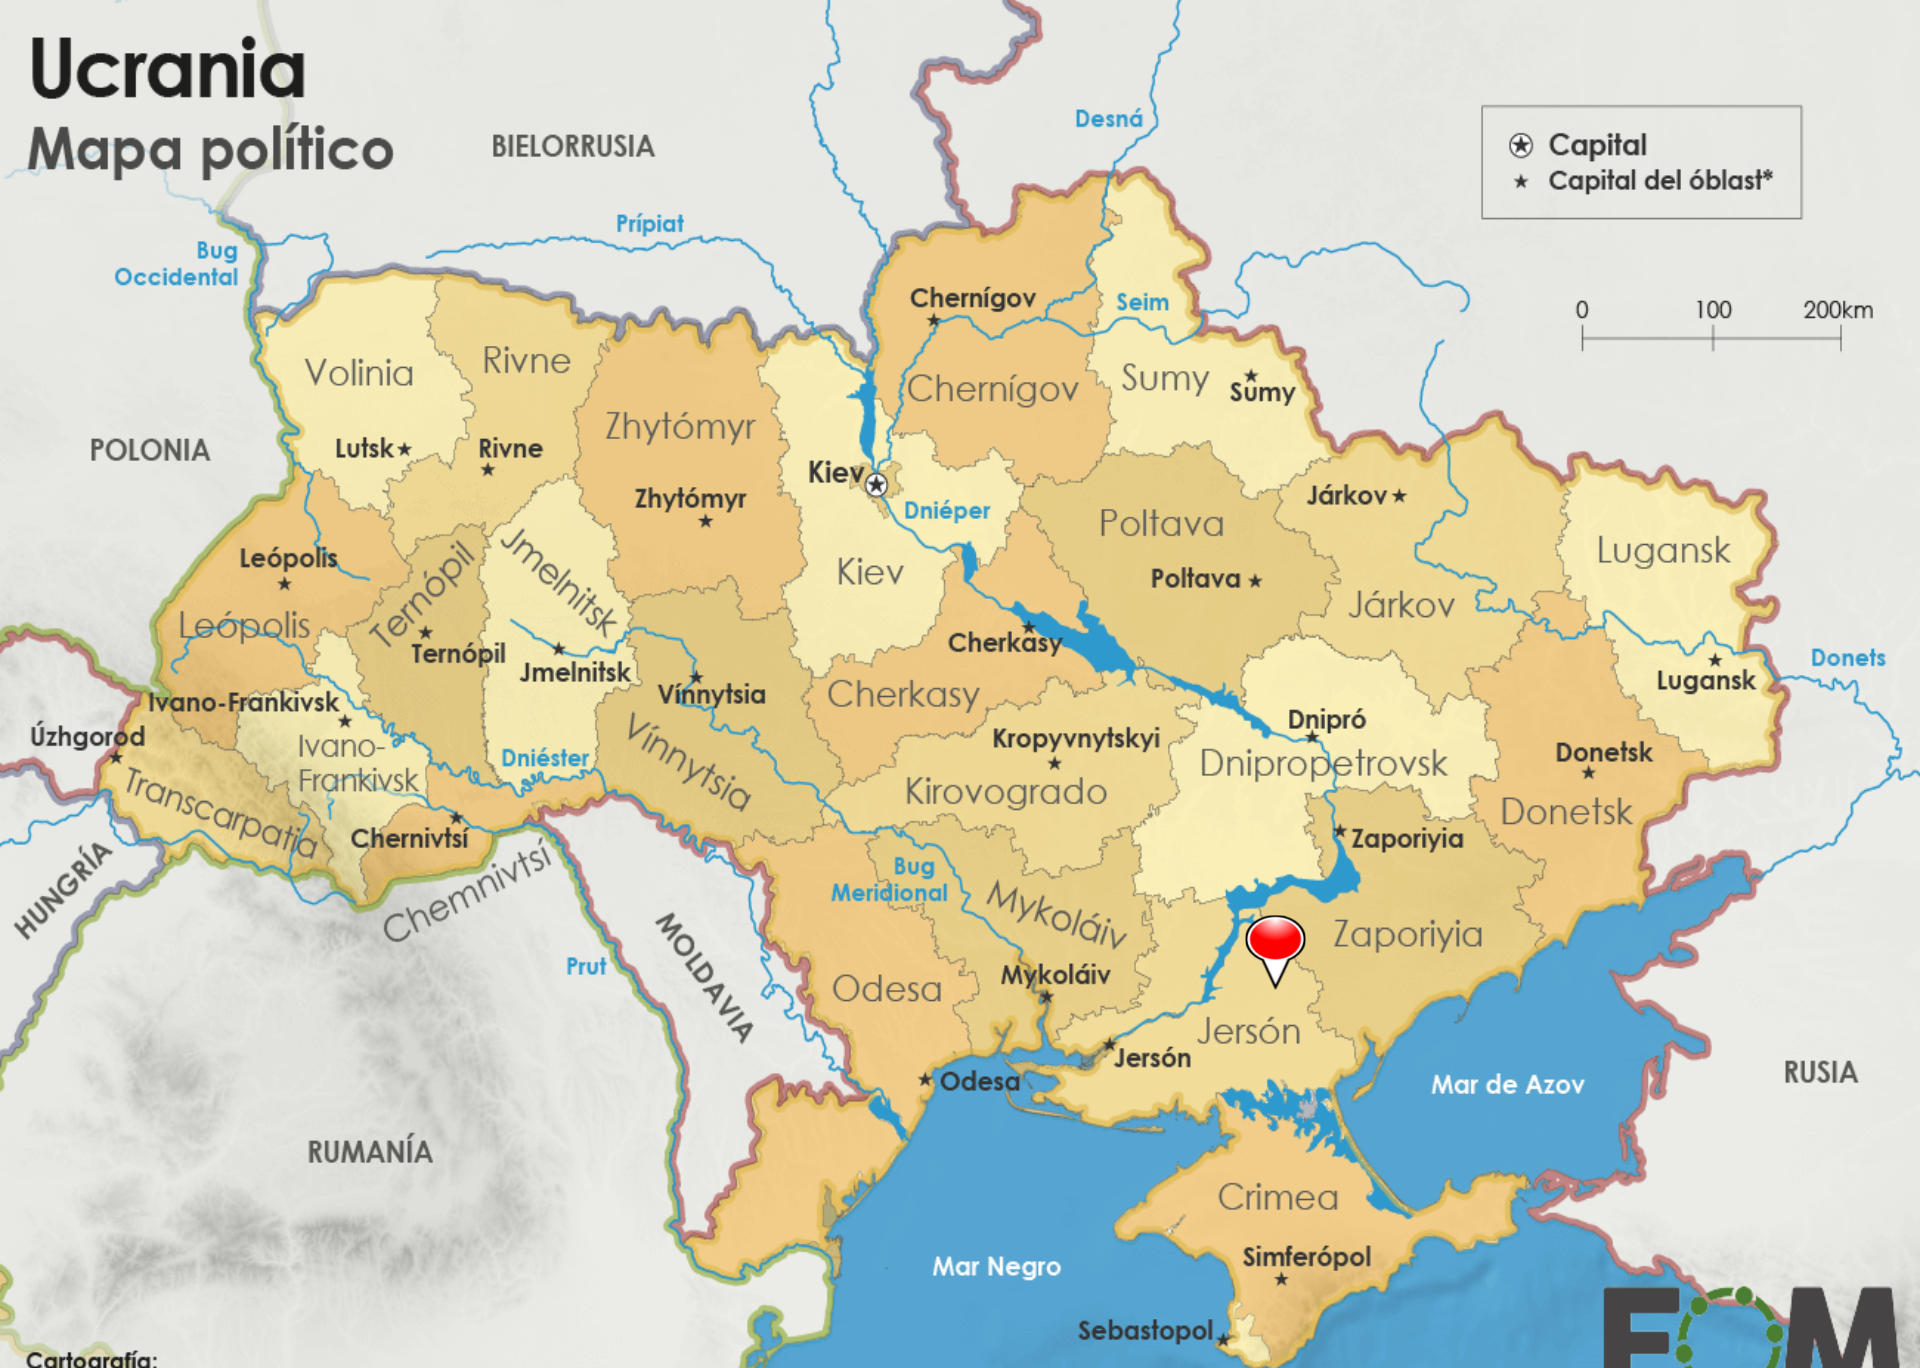 Ucrania
Mapa político
BIELORRUSIA
Desná
Capital
Capital del óblast*
Prípiat
Bug
Occidental
0 100 200km
Chernígov
Seim
Volinia
Rivne
Chernígov
Sumy
Sumy
Zhytómyr
POLONIA
Lutsk
Rivne
Kiev
Járkov
Zhytómyr
Dniéper
Poltava
Lugansk
Leópolis
Ternópil
Jmelnitsk
Kiev
Poltava
Járkov
Leópolis
Ternópil
Jmelnitsk
Cherkasy
Donets
Lugansk
Ivano-Frankivsk
Vínnytsia
Cherkasy
Úzhgorod
Ivano-
Frankivsk
Dniéster
Vínnytsia
Kropyvnytskyi
Dnipró
Dnipropetrovsk
Donetsk
Kirovogrado
Donetsk
Transcarpatia
Chernivtsí
Zaporiyia
HUNGRÍA
Chemnivtsí
Bug
Meridional
Mykoláiv
Zaporiyia
Prut
MOLDAVIA
Odesa
Mykoláiv
Jersón
Jersón
Odesa
Mar de Azov
RUSIA
RUMANÍA
Crimea
Mar Negro
Simferópol
Sebastopol
EOM
Cartografía: